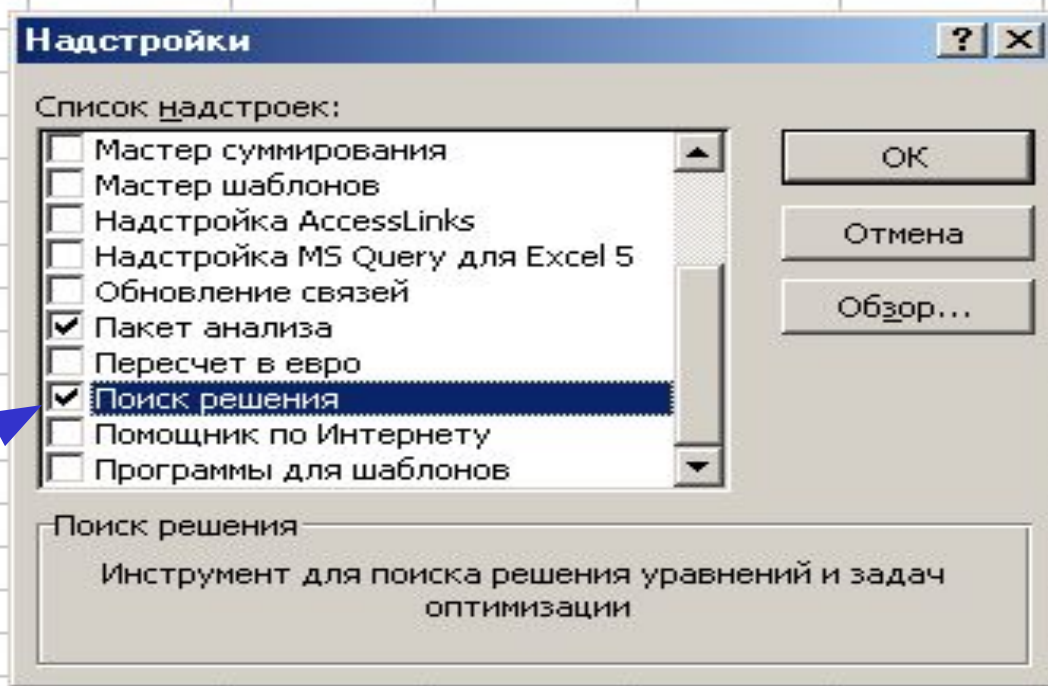 Надстройки
Список надстроек:
Мастер суммирования
Мастер шаблонов
Надстройка AccessLinks
Надстройка MS Query для Excel 5
Обновление связей
Пакет анализа
Пересчет в евро
Поиск решения
Помощник по Интернету
Программы для шаблонов
ОК
Отмена
Обзор...
Поиск решения
Инструмент для поиска решения уравнений и задач
оптимизации